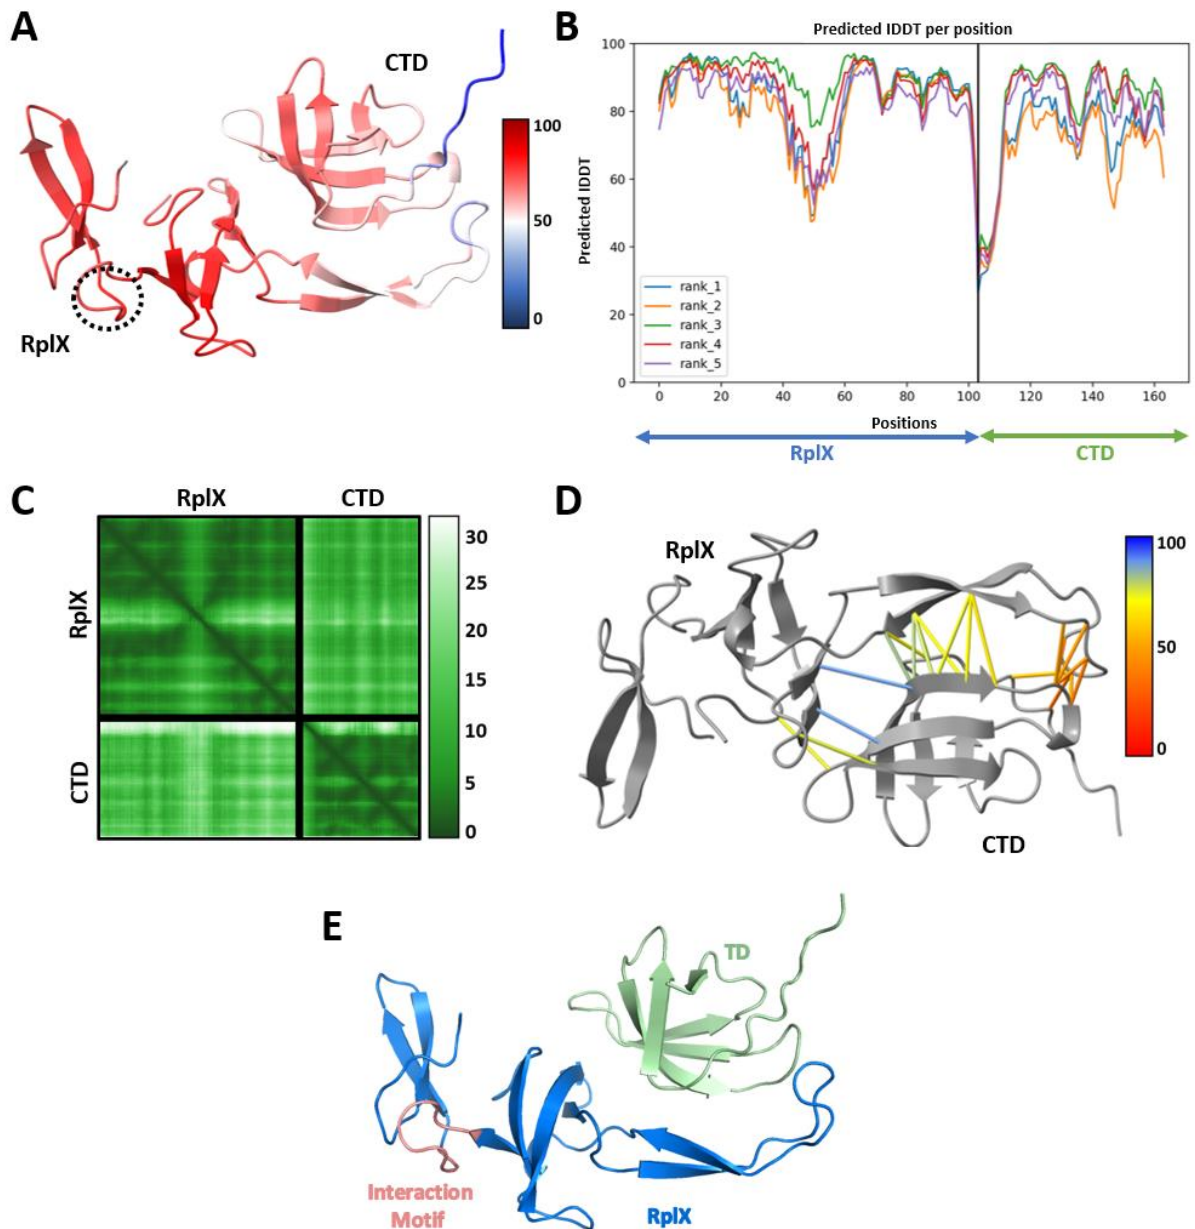 A
CTD
100
50
0
RplX
B
Predicted lDDT per position
100
80
60
40
20
0
Predicted lDDT
rank_1
rank_2
rank_3
rank_4
rank_5
0 20 40 60 80 100 120 140 160
Positions
RplX
CTD
C
RplX CTD
RplX
CTD
30
25
20
15
10
5
0
D
RplX
100
50
0
CTD
E
TD
Interaction
Motif
RplX